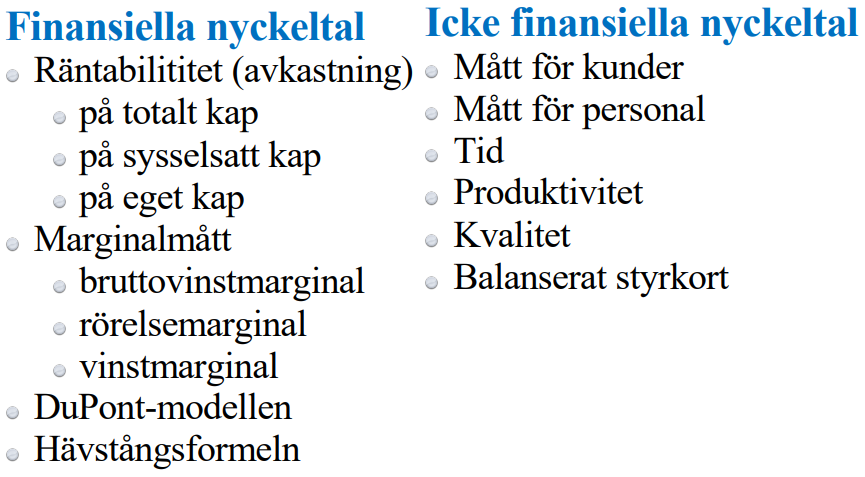 Finansiella nyckeltal
Räntabilititet (avkastning)
på totalt kap
på sysselsatt kap
på eget kap
Marginalmått
bruttovinstmarginal
rörelsemarginal
vinstmarginal
DuPont-modellen
Hävstångsformeln
Icke finansiella nyckeltal
Mått för kunder
Mått för personal
Tid
Produktivitet
Kvalitet
Balanserat styrkort